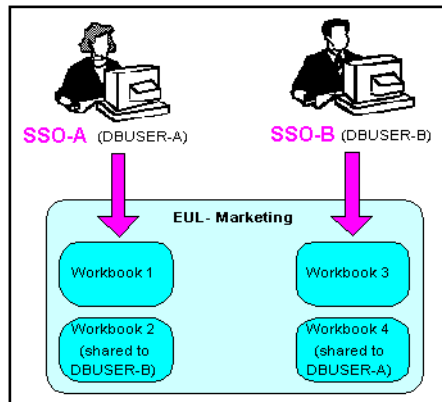 SSO-A (DBUSER-A)
SSO-B (DBUSER-B)
EUL- Marketing
Workbook 1
Workbook 3
Workbook 2
(shared to
DBUSER-B)
Workbook 4
(shared to
DBUSER-A)